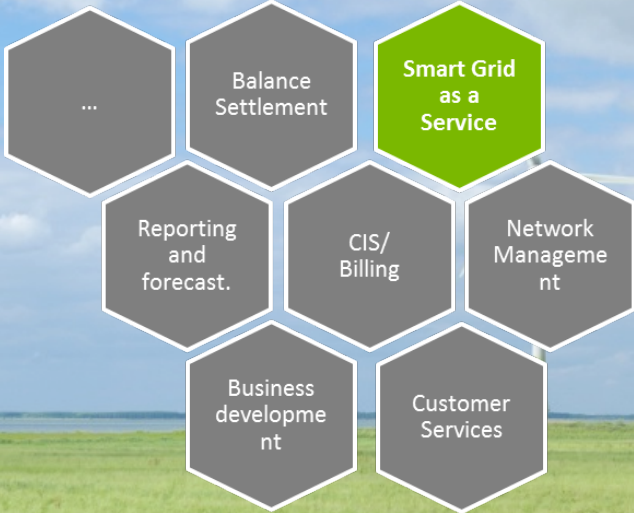 ...
Balance
Settlement
Smart Grid
as a
Service
Reporting
and
forecast.
CIS/
Billing
Network
Manageme
nt
Business
developme
nt
Customer
Services